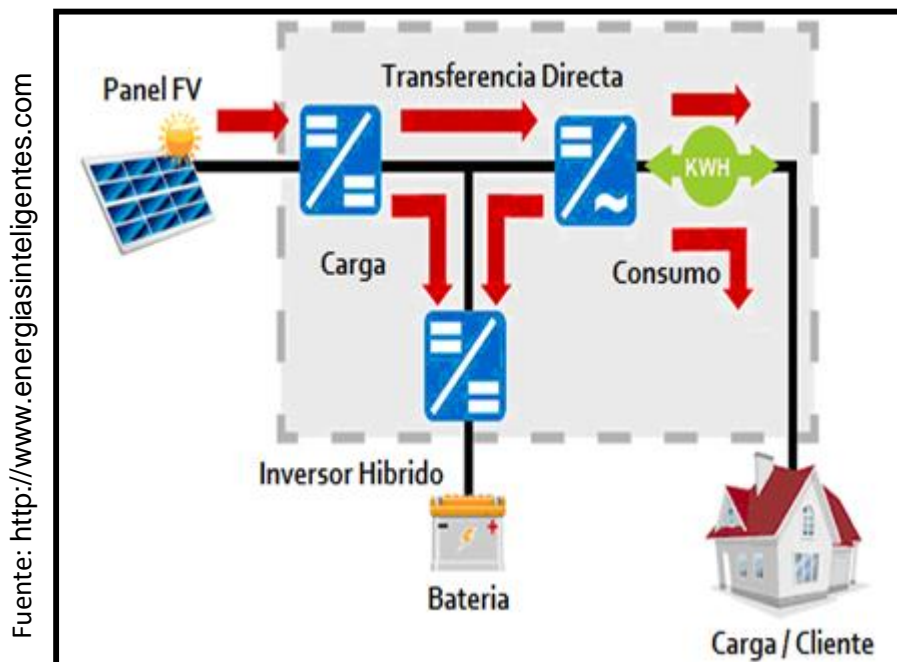 Fuente: http://www.energiasinteligentes.com
Panel FV
Transferencia Directa
KWH
Carga
Consumo
Inversor Hibrido
Bateria
Carga / Cliente